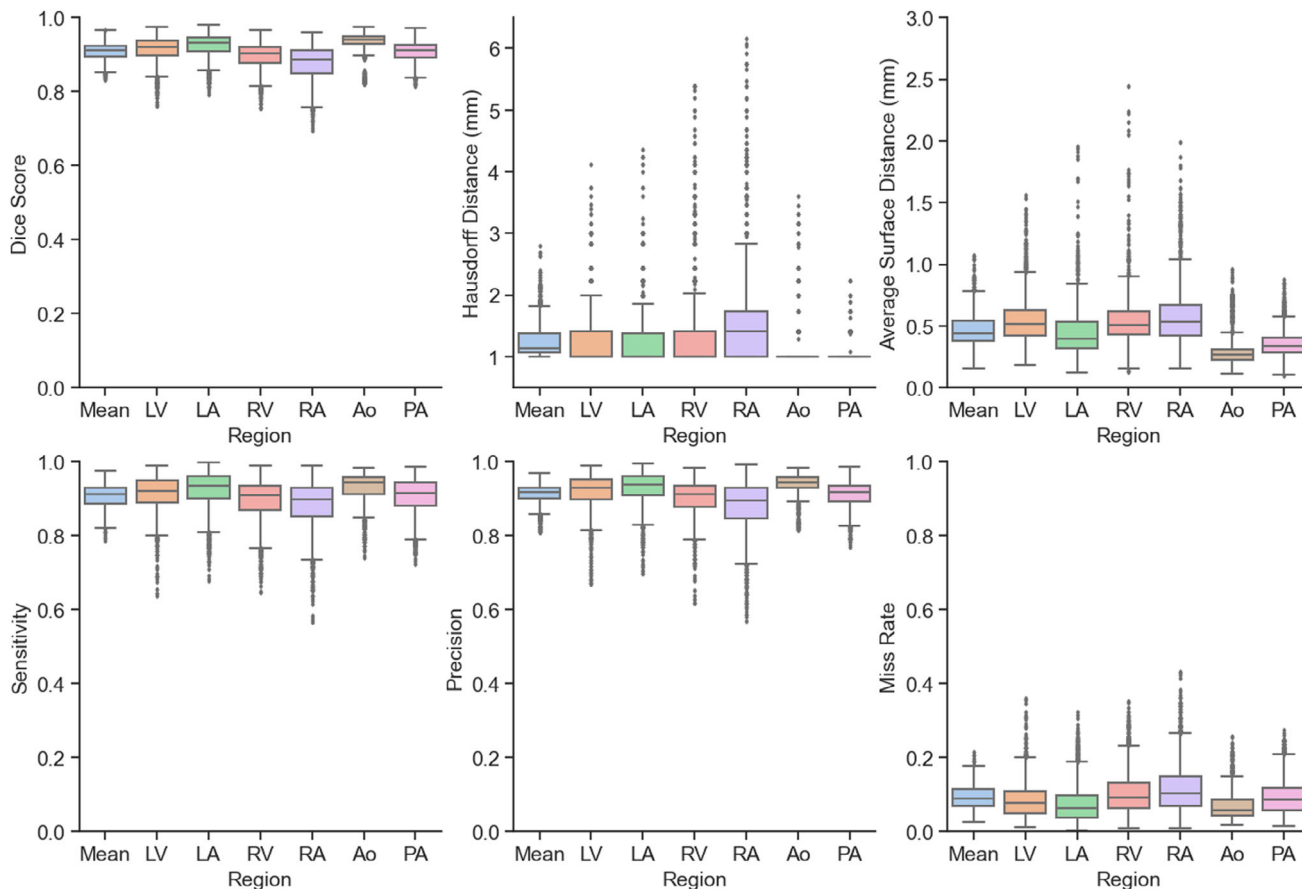 Dice Score
1.0
0.8
0.6
0.4
0.2
0.0
Mean LV LA RV RA Ao PA
Region
Hausdorff Distance (mm)
6
5
4
3
2
1
Mean LV LA RV RA Ao PA
Region
Average Surface Distance (mm)
3.0
2.5
2.0
1.5
1.0
0.5
0.0
Mean LV LA RV RA Ao PA
Region
Sensitivity
1.0
0.8
0.6
0.4
0.2
0.0
Mean LV LA RV RA Ao PA
Region
Precision
1.0
0.8
0.6
0.4
0.2
0.0
Mean LV LA RV RA Ao PA
Region
Miss Rate
1.0
0.8
0.6
0.4
0.2
0.0
Mean LV LA RV RA Ao PA
Region